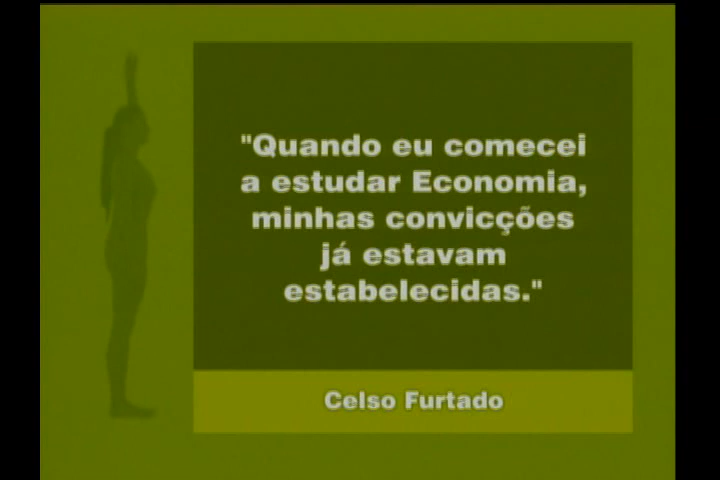 "Quando eu comecei
a estudar Economia,
minhas convicções
já estavam
estabelecidas."
Celso Furtado